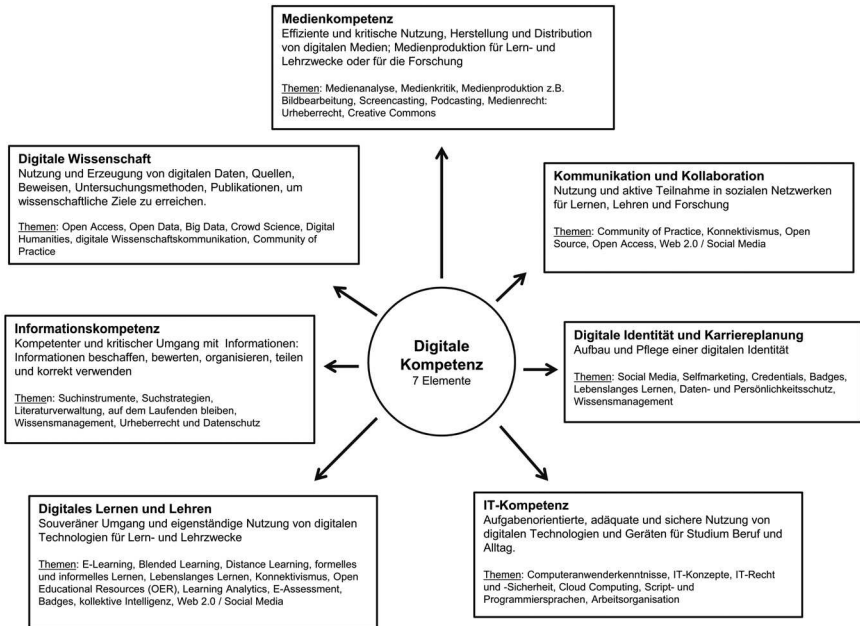 Medienkompetenz
Effiziente und kritische Nutzung, Herstellung und Distribution
von digitalen Medien; Medienproduktion für Lern- und
Lehrzwecke oder für die Forschung
Themen: Medienanalyse, Medienkritik, Medienproduktion z.B.
Bildbearbeitung, Screencasting, Podcasting, Medienrecht:
Urheberrecht, Creative Commons
Digitale Wissenschaft
Nutzung und Erzeugung von digitalen Daten, Quellen,
Beweisen, Untersuchungsmethoden, Publikationen, um
wissenschaftliche Ziele zu erreichen.
Themen: Open Access, Open Data, Big Data, Crowd Science, Digital
Humanities, digitale Wissenschaftskommunikation, Community of
Practice
Kommunikation und Kollaboration
Nutzung und aktive Teilnahme in sozialen Netzwerken
für Lernen, Lehren und Forschung
Themen: Community of Practice, Konnektivismus, Open
Source, Open Access, Web 2.0 / Social Media
Informationskompetenz
Kompetenter und kritischer Umgang mit Informationen:
Informationen beschaffen, bewerten, organisieren, teilen
und korrekt verwenden
Themen: Suchinstrumente, Suchstrategien,
Literaturverwaltung, auf dem Laufenden bleiben,
Wissensmanagement, Urheberrecht und Datenschutz
Digitale
Kompetenz
7 Elemente
Digitale Identität und Karriereplanung
Aufbau und Pflege einer digitalen Identität
Themen: Social Media, Selfmarketing, Credentials, Badges,
Lebenslanges Lernen, Daten- und Persönlichkeitsschutz,
Wissensmanagement
Digitales Lernen und Lehren
Souveräner Umgang und eigenständige Nutzung von digitalen
Technologien für Lern- und Lehrzwecke
Themen: E-Learning, Blended Learning, Distance Learning, formelles
und informelles Lernen, Lebenslanges Lernen, Konnektivismus, Open
Educational Resources (OER), Learning Analytics, E-Assessment,
Badges, kollektive Intelligenz, Web 2.0 / Social Media
IT-Kompetenz
Aufgabenorientierte, adäquate und sichere Nutzung von
digitalen Technologien und Geräten für Studium Beruf und
Alltag.
Themen: Computeranwenderkenntnisse, IT-Konzepte, IT-Recht
und -Sicherheit, Cloud Computing, Script- und
Programmiersprachen, Arbeitsorganisation